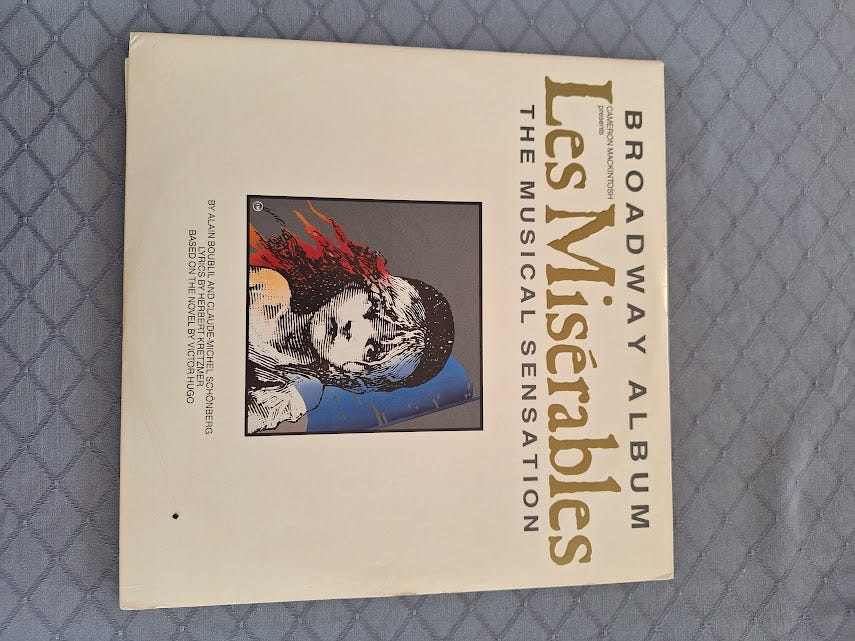 BROADWAY ALBUM
CAMERON MACKINTOSH
presents
Les Misérables
THE MUSICAL SENSATION
BY ALAIN BOUBLIL AND CLAUDE-MICHEL SCHÖNBERG
LYRICS BY HERBERT KRETZMER
BASED ON THE NOVEL BY VICTOR HUGO